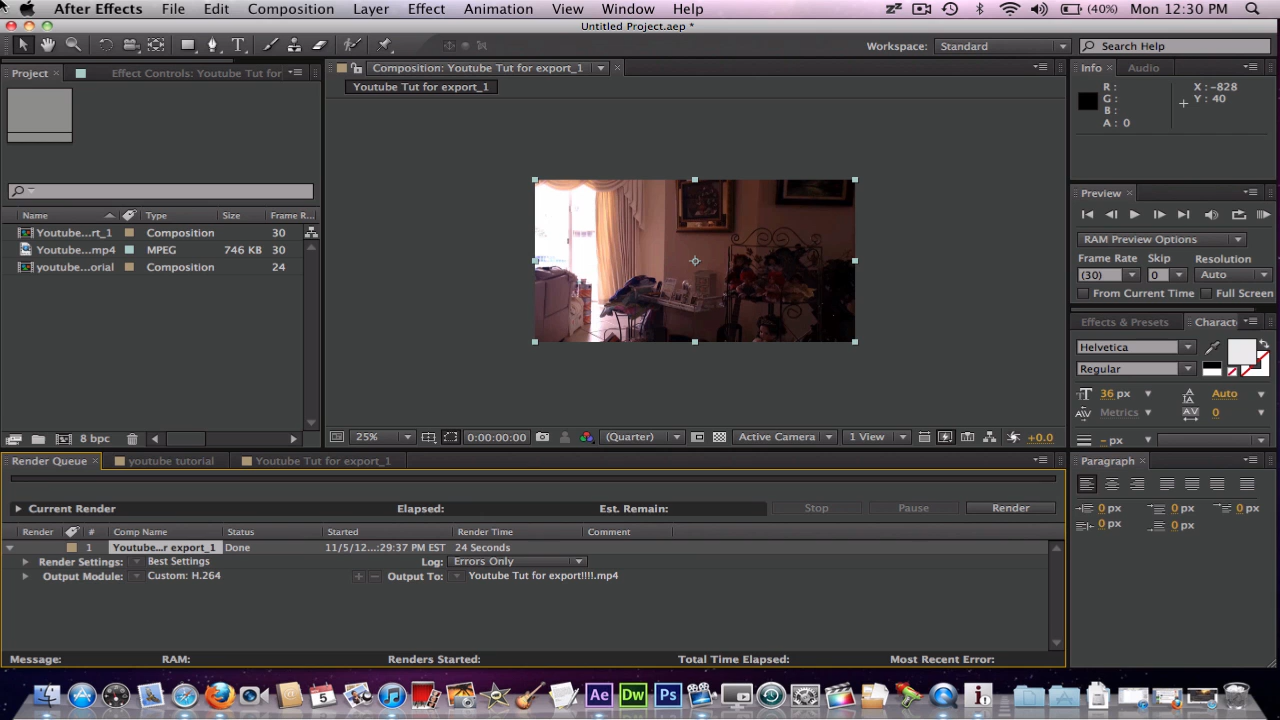 After Effects File Edit Composition Layer Effect Animation View Window Help (40%) Mon 12:30 PM
Untitled Project.aep *
Workspace: Standard Search Help
Project Effect Controls: Youtube Tut for
Composition: Youtube Tut for export_1
Info Audio
Youtube Tut for export_1
R: X: -828
G: Y: 40
B:
A: 0
Preview
Name Type Size Frame R...
Youtube...rt_1 Composition 30
Youtube...mp4 MPEG 746 KB 30
youtube...orial Composition 24
RAM Preview Options
Frame Rate Skip Resolution
(30) 0 Auto
From Current Time Full Screen
Effects & Presets Charact
Helvetica
Regular
36 px Auto
Metrics 0
- px
8 bpc
25% 0:00:00:00 (Quarter) Active Camera 1 View +0.0
Render Queue youtube tutorial Youtube Tut for export_1
Paragraph
Current Render Elapsed: Est. Remain: Stop Pause Render
0 px 0 px 0 px
0 px 0 px
Render # Comp Name Status Started Render Time Comment
1 Youtube...r export_1 Done 11/5/12...:29:37 PM EST 24 Seconds
Render Settings: Best Settings Log: Errors Only
Output Module: Custom: H.264 Output To: Youtube Tut for export!!!!.mp4
Message: RAM: Renders Started: Total Time Elapsed: Most Recent Error:
5 Ae Dw Ps